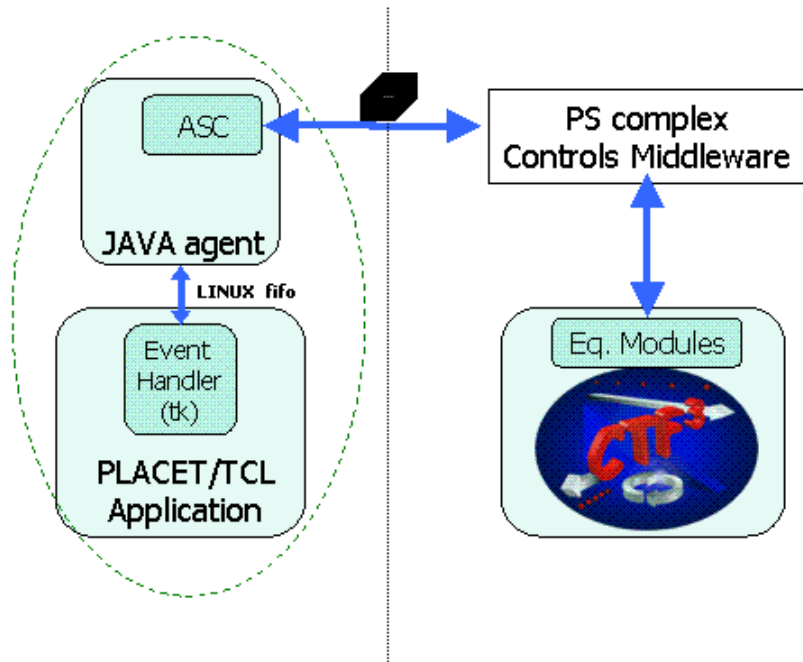 ASC
JAVA agent
LINUX fifo
Event
Handler
(tk)
PLACET/TCL
Application
PS complex
Controls Middleware
Eq. Modules
CTF3